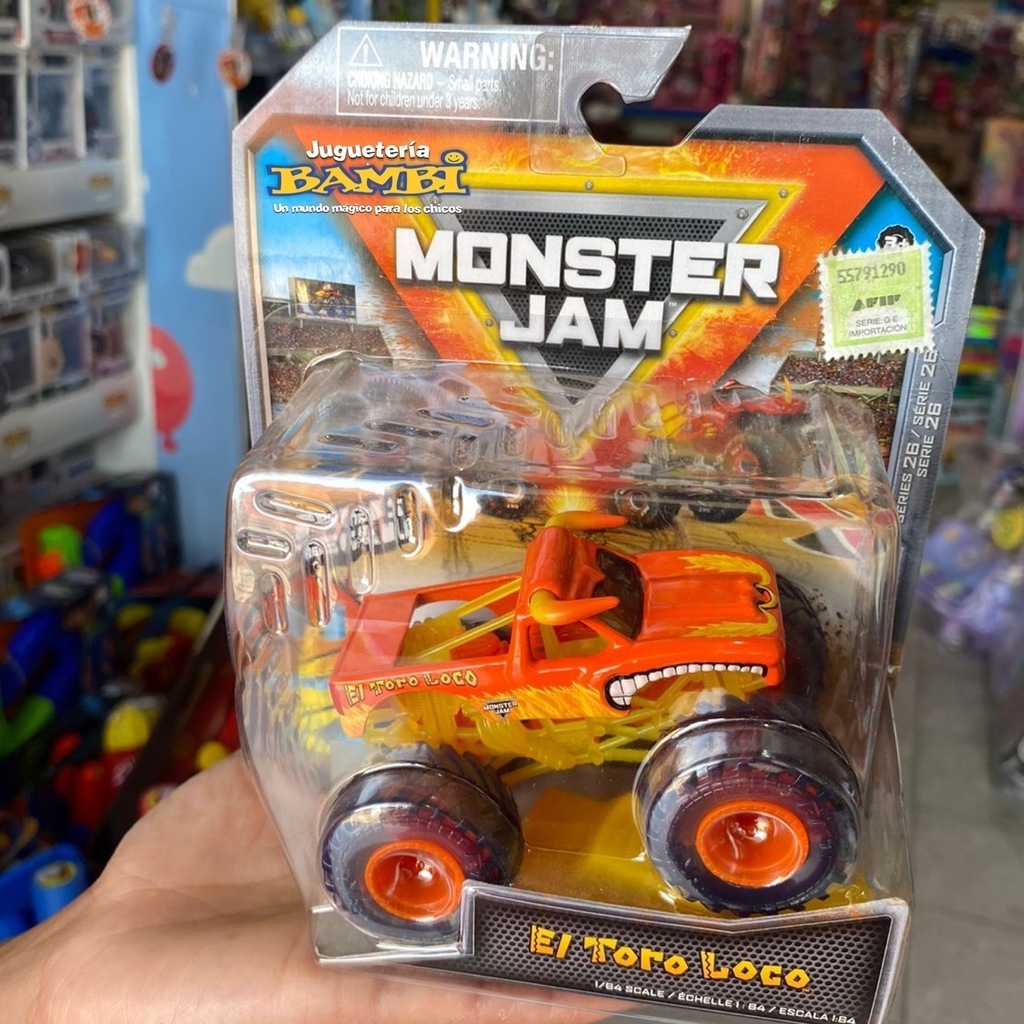 WARNING:
CHOKING HAZARD – Small parts.
Not for children under 3 years.
Juguetería
BAMBi
Un mundo mágico para los chicos
MONSTER
JAM
3+
55791290
AFIP
SERIE:G-E
IMPORTACIÓN
SERIES 26 / SÉRIE 26
SERIE 26
El Toro Loco
MONSTER
JAM
El Toro Loco™
1/64 SCALE / ÉCHELLE 1 : 64 / ESCALA 1:64